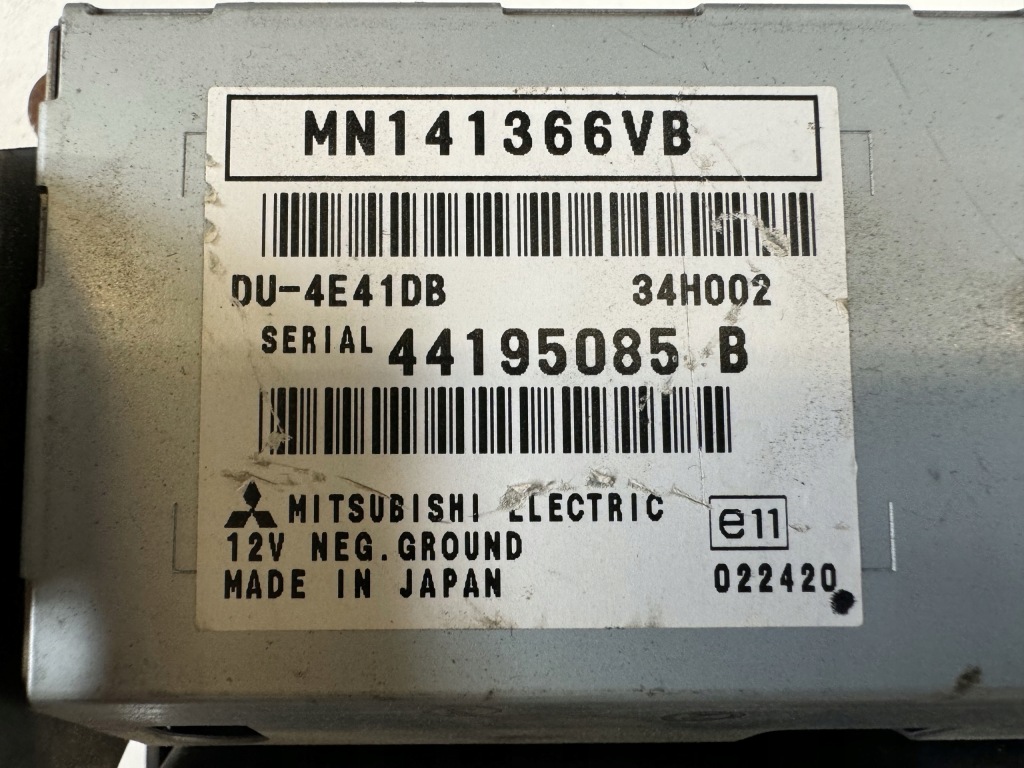 MN141366VB
DU-4E41DB 34H002
SERIAL 44195085 B
MITSUBISHI ELECTRIC
12V NEG.GROUND e11
MADE IN JAPAN 022420